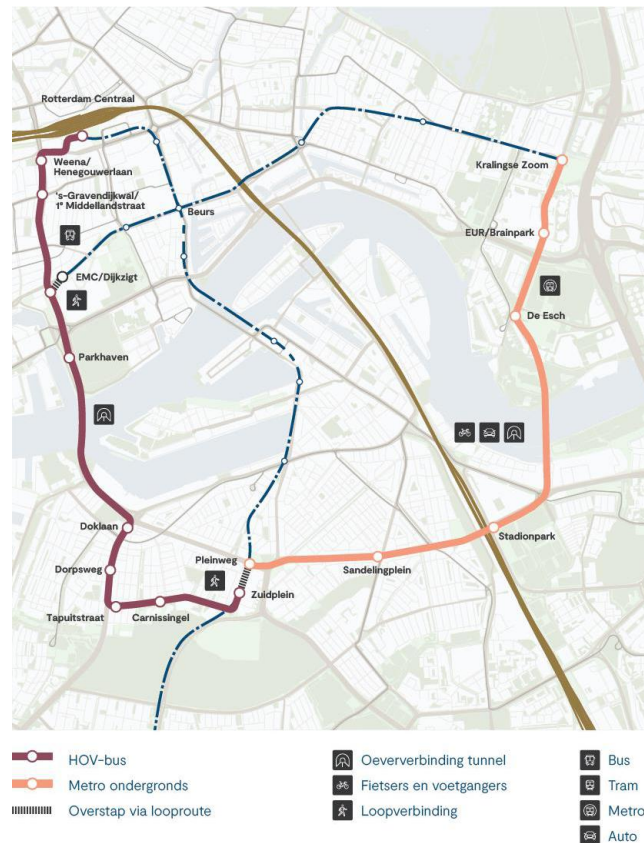 Rotterdam Centraal
Weena/
Henegouwerlaan
Kralingse Zoom
's-Gravendijkwal/
1e Middellandstraat
Beurs
EUR/Brainpark
EMC/Dijkzigt
De Esch
Parkhaven
Doklaan
Stadionpark
Pleinweg
Dorpsweg
Sandelingplein
Zuidplein
Tapuitstraat
Carnissingel
HOV-bus
Metro ondergronds
Overstap via looproute
Oeververbinding tunnel
Fietsers en voetgangers
Loopverbinding
Bus
Tram
Metro
Auto